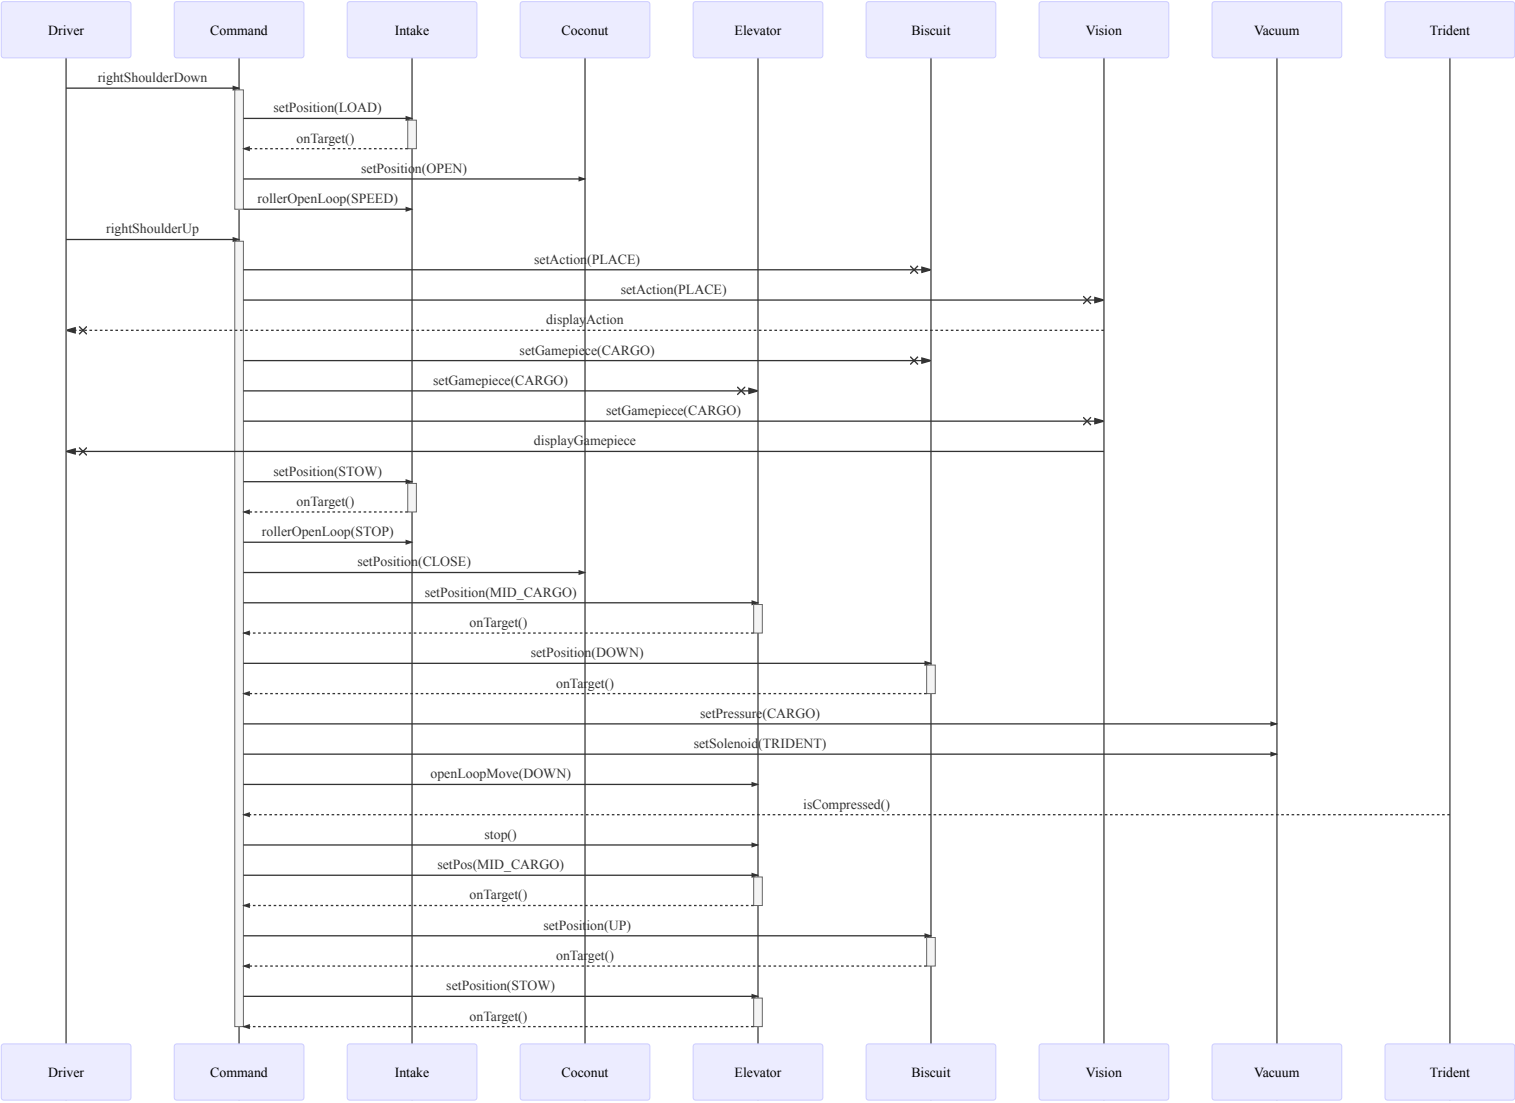 Driver Command Intake Coconut Elevator Biscuit Vision Vacuum Trident
rightShoulderDown
setPosition(LOAD)
onTarget()
setPosition(OPEN)
rollerOpenLoop(SPEED)
rightShoulderUp
setAction(PLACE)
setAction(PLACE)
displayAction
setGamepiece(CARGO)
setGamepiece(CARGO)
setGamepiece(CARGO)
displayGamepiece
setPosition(STOW)
onTarget()
rollerOpenLoop(STOP)
setPosition(CLOSE)
setPosition(MID_CARGO)
onTarget()
setPosition(DOWN)
onTarget()
setPressure(CARGO)
setSolenoid(TRIDENT)
openLoopMove(DOWN)
isCompressed()
stop()
setPos(MID_CARGO)
onTarget()
setPosition(UP)
onTarget()
setPosition(STOW)
onTarget()
Driver Command Intake Coconut Elevator Biscuit Vision Vacuum Trident